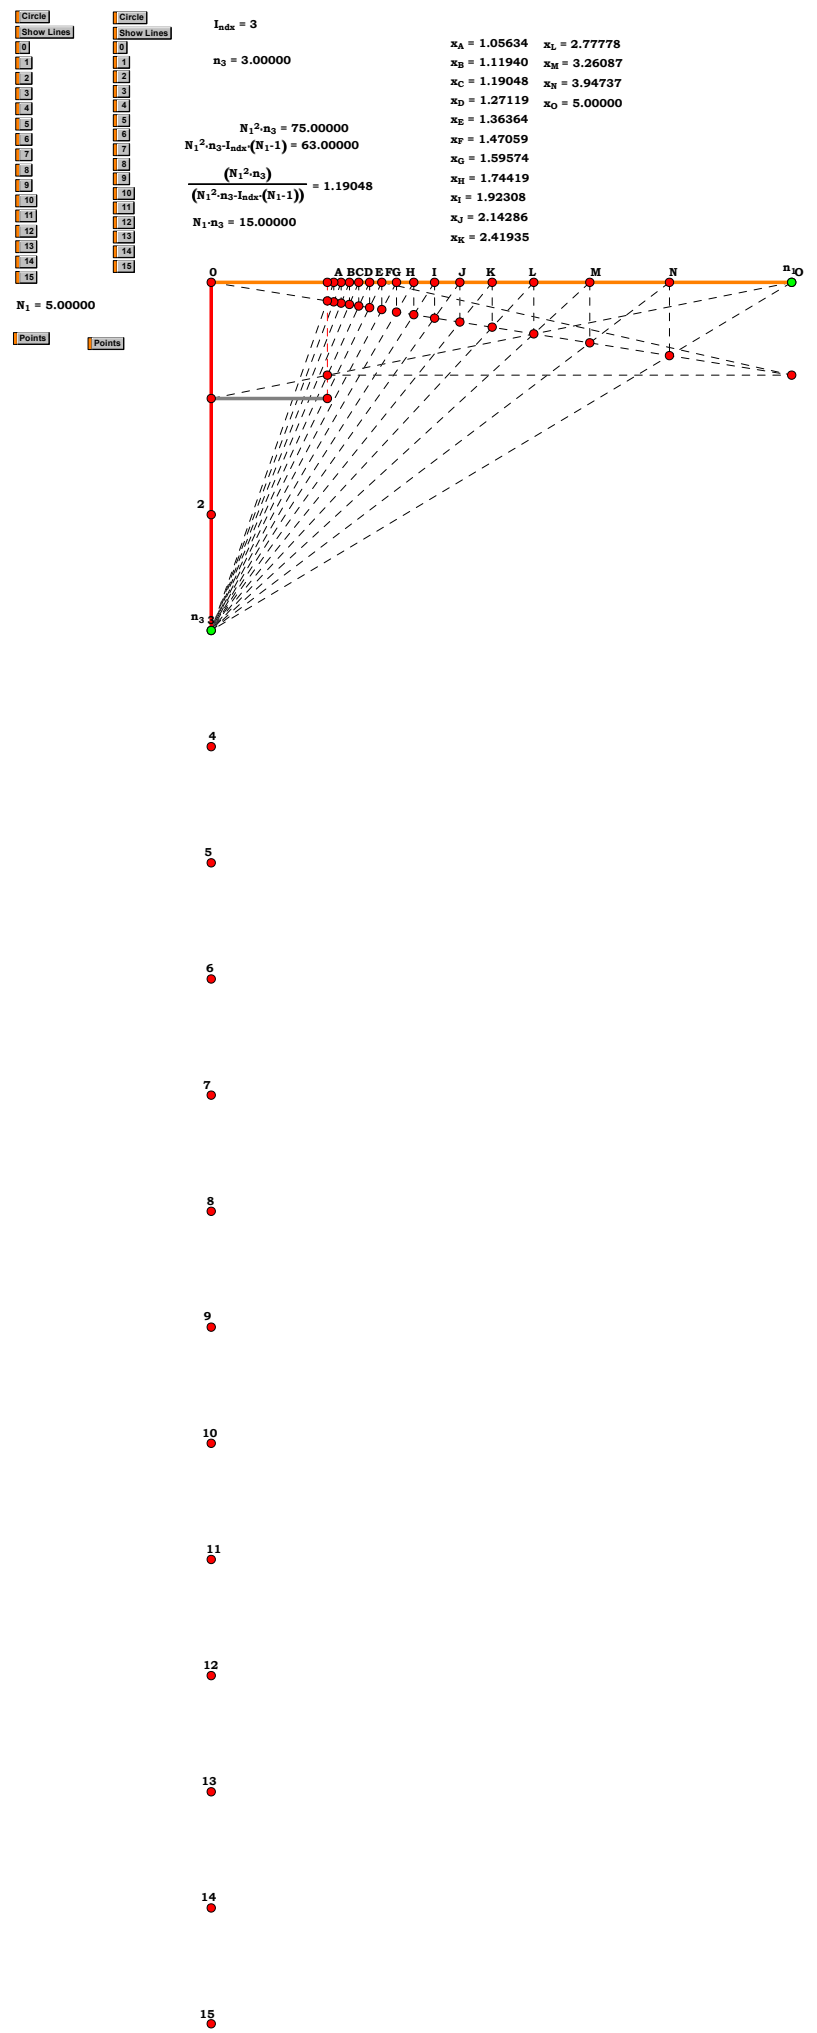 Circle
Show Lines
0
1
2
3
4
5
6
7
8
9
10
11
12
13
14
15
N₁ = 5.00000
Points
Circle
Show Lines
0
1
2
3
4
5
6
7
8
9
10
11
12
13
14
15
Points
Iₙdₓ = 3
n₃ = 3.00000
N₁²·n₃ = 75.00000
N₁²·n₃-Iₙdₓ·(N₁-1) = 63.00000
(N₁²·n₃)
(N₁²·n₃-Iₙdₓ·(N₁-1)) = 1.19048
N₁·n₃ = 15.00000
x_A = 1.05634
x_B = 1.11940
x_C = 1.19048
x_D = 1.27119
x_E = 1.36364
x_F = 1.47059
x_G = 1.59574
x_H = 1.74419
x_I = 1.92308
x_J = 2.14286
x_K = 2.41935
x_L = 2.77778
x_M = 3.26087
x_N = 3.94737
x_O = 5.00000
0 A B C D E F G H I J K L M N n₁ O
2
n₃ 3
4
5
6
7
8
9
10
11
12
13
14
15